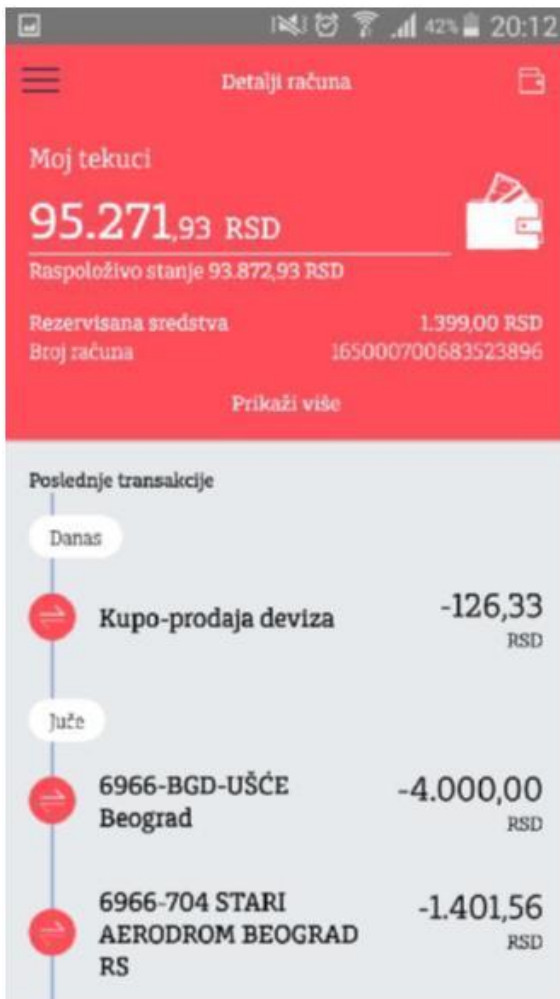 42% 20:12
Detalji računa
Moj tekuci
95.271,93 RSD
Raspoloživo stanje 93.872,93 RSD
Rezervisana sredstva 1.399,00 RSD
Broj računa 165000700683523896
Prikaži više
Poslednje transakcije
Danas
Kupo-prodaja deviza -126,33
RSD
Juče
6966-BGD-UŠĆE -4.000,00
Beograd RSD
6966-704 STARI -1.401,56
AERODROM BEOGRAD RSD
RS